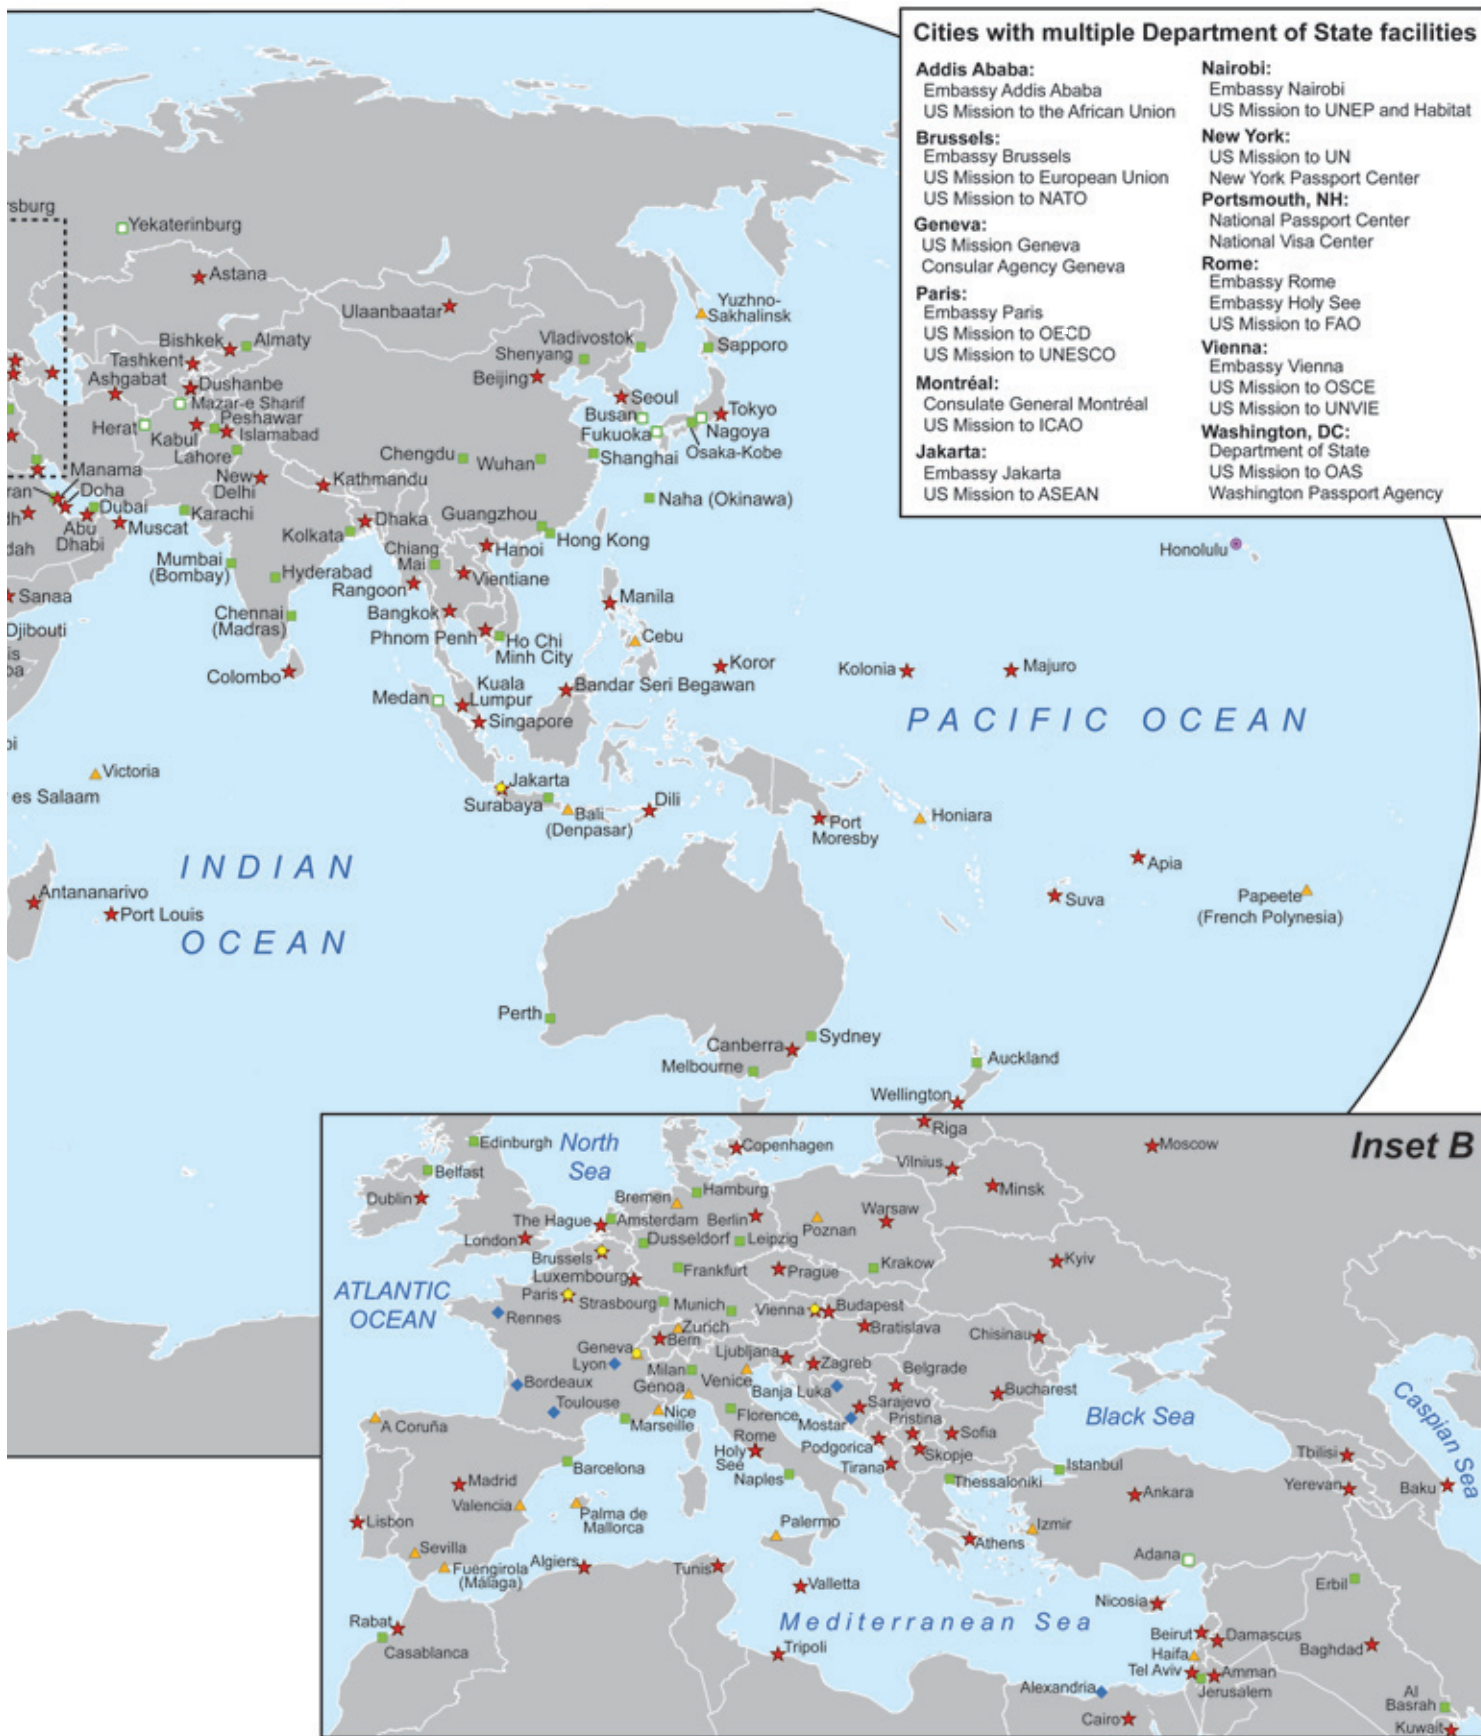 Cities with multiple Department of State facilities
Addis Ababa:
Embassy Addis Ababa
US Mission to the African Union
Brussels:
Embassy Brussels
US Mission to European Union
US Mission to NATO
Geneva:
US Mission Geneva
Consular Agency Geneva
Paris:
Embassy Paris
US Mission to OECD
US Mission to UNESCO
Montréal:
Consulate General Montréal
US Mission to ICAO
Jakarta:
Embassy Jakarta
US Mission to ASEAN
Nairobi:
Embassy Nairobi
US Mission to UNEP and Habitat
New York:
US Mission to UN
New York Passport Center
Portsmouth, NH:
National Passport Center
National Visa Center
Rome:
Embassy Rome
Embassy Holy See
US Mission to FAO
Vienna:
Embassy Vienna
US Mission to OSCE
US Mission to UNVIE
Washington, DC:
Department of State
US Mission to OAS
Washington Passport Agency
rsburg
Yekaterinburg
Astana
Ulaanbaatar
Yuzhno-
Sakhalinsk
Bishkek
Almaty
Vladivostok
Sapporo
Tashkent
Shenyang
Ashgabat
Dushanbe
Beijing
Seoul
Mazar-e Sharif
Peshawar
Busan
Tokyo
Herat
Kabul
Islamabad
Fukuoka
Nagoya
Lahore
Chengdu
Wuhan
Shanghai
Osaka-Kobe
Manama
New
Delhi
Kathmandu
ran
Doha
Dubai
Naha (Okinawa)
dh
Abu
Dhabi
Muscat
Karachi
Kolkata
Dhaka
Guangzhou
Hong Kong
dah
Mumbai
(Bombay)
Hyderabad
Chiang
Mai
Hanoi
Honolulu
Rangoon
Vientiane
Sanaa
Chennai
(Madras)
Bangkok
Manila
Djibouti
Phnom Penh
Ho Chi
Minh City
Cebu
is
ba
Colombo
Koror
Kolonia
Majuro
Medan
Kuala
Lumpur
Bandar Seri Begawan
Singapore
PACIFIC OCEAN
bi
Victoria
es Salaam
Jakarta
Surabaya
Bali
(Denpasar)
Dili
Port
Moresby
Honiara
INDIAN
OCEAN
Apia
Antananarivo
Port Louis
Suva
Papeete
(French Polynesia)
Perth
Sydney
Canberra
Melbourne
Auckland
Wellington
Inset B
Edinburgh
North
Sea
Copenhagen
Riga
Moscow
Belfast
Vilnius
Dublin
Bremen
Hamburg
Minsk
The Hague
Amsterdam
Berlin
Poznan
Warsaw
London
Dusseldorf
Leipzig
Brussels
Kyiv
Luxembourg
Frankfurt
Prague
Krakow
ATLANTIC
OCEAN
Paris
Strasbourg
Munich
Vienna
Budapest
Rennes
Zurich
Bratislava
Chisinau
Geneva
Bern
Lyon
Milan
Ljubljana
Zagreb
Belgrade
Bordeaux
Genoa
Venice
Banja Luka
Bucharest
Toulouse
Nice
Sarajevo
A Coruña
Marseille
Florence
Mostar
Pristina
Black Sea
Caspian Sea
Rome
Holy
See
Podgorica
Sofia
Skopje
Tbilisi
Barcelona
Naples
Tirana
Istanbul
Madrid
Thessaloniki
Yerevan
Baku
Valencia
Palma de
Mallorca
Ankara
Lisbon
Palermo
Izmir
Sevilla
Athens
Fuengirola
(Málaga)
Algiers
Tunis
Adana
Valletta
Erbil
Nicosia
Rabat
Mediterranean Sea
Casablanca
Beirut
Damascus
Baghdad
Tripoli
Haifa
Tel Aviv
Amman
Jerusalem
Alexandria
Al
Basrah
Cairo
Kuwait